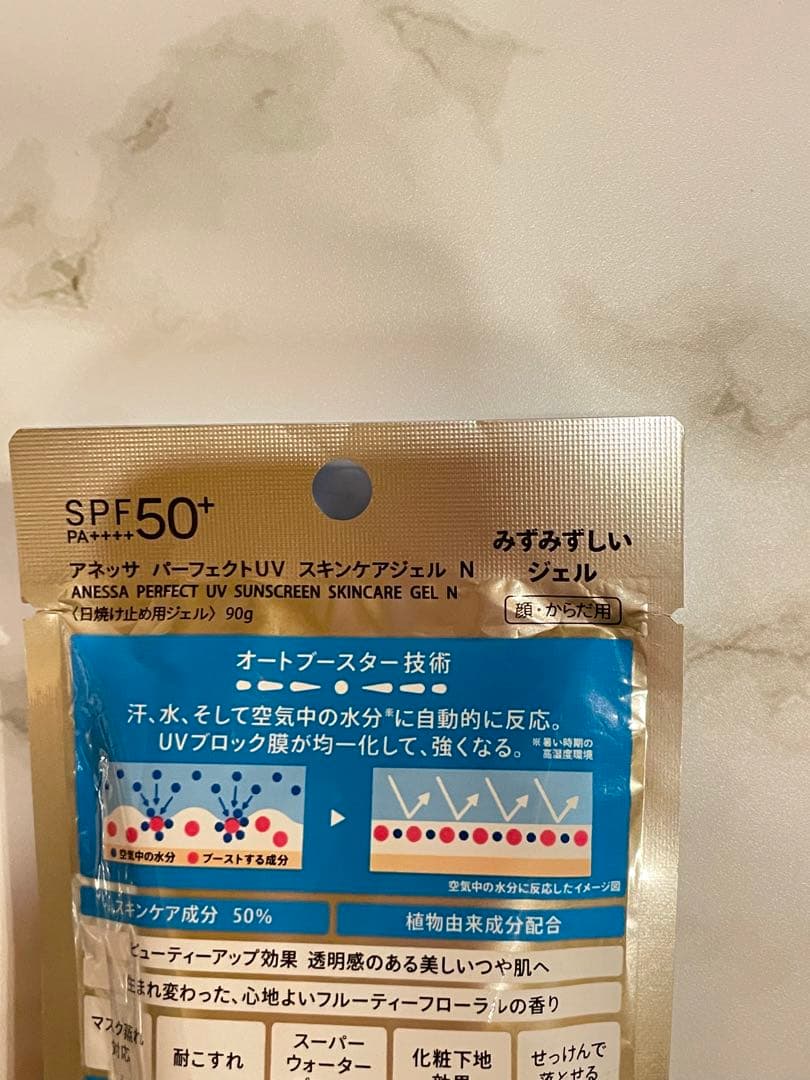 SPF50+
PA++++
みずみずしい
ジェル
アネッサ パーフェクトUV スキンケアジェル N
ANESSA PERFECT UV SUNSCREEN SKINCARE GEL N
〈日焼け止め用ジェル〉 90g
顔・からだ用
オートブースター技術
汗、水、そして空気中の水分※に自動的に反応。
UVブロック膜が均一化して、強くなる。
※暑い時期の
高湿度環境
空気中の水分 ブーストする成分
空気中の水分に反応したイメージ図
スキンケア成分 50%
植物由来成分配合
ビューティーアップ効果 透明感のある美しいつや肌へ
生まれ変わった、心地よいフルーティーフローラルの香り
マスク蒸れ
対応
耐こすれ
スーパー
ウォーター
化粧下地
効果
せっけんで
落とせる